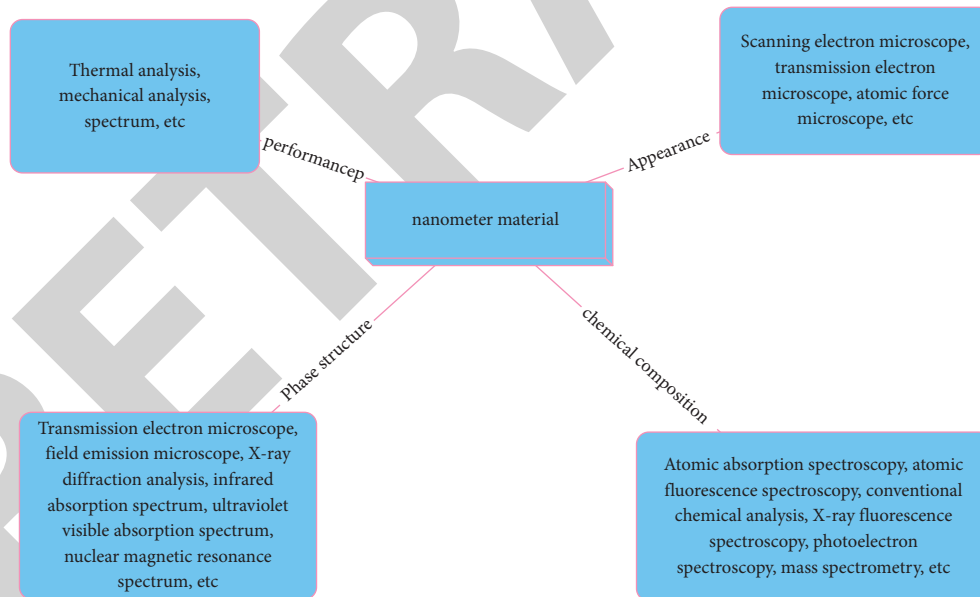 Thermal analysis,
mechanical analysis,
spectrum, etc
Scanning electron microscope,
transmission electron
microscope, atomic force
microscope, etc
performancep
Appearance
nanometer material
Phase structure
chemical composition
Transmission electron microscope,
field emission microscope, X-ray
diffraction analysis, infrared
absorption spectrum, ultraviolet
visible absorption spectrum,
nuclear magnetic resonance
spectrum, etc
Atomic absorption spectroscopy, atomic
fluorescence spectroscopy, conventional
chemical analysis, X-ray fluorescence
spectroscopy, photoelectron
spectroscopy, mass spectrometry, etc